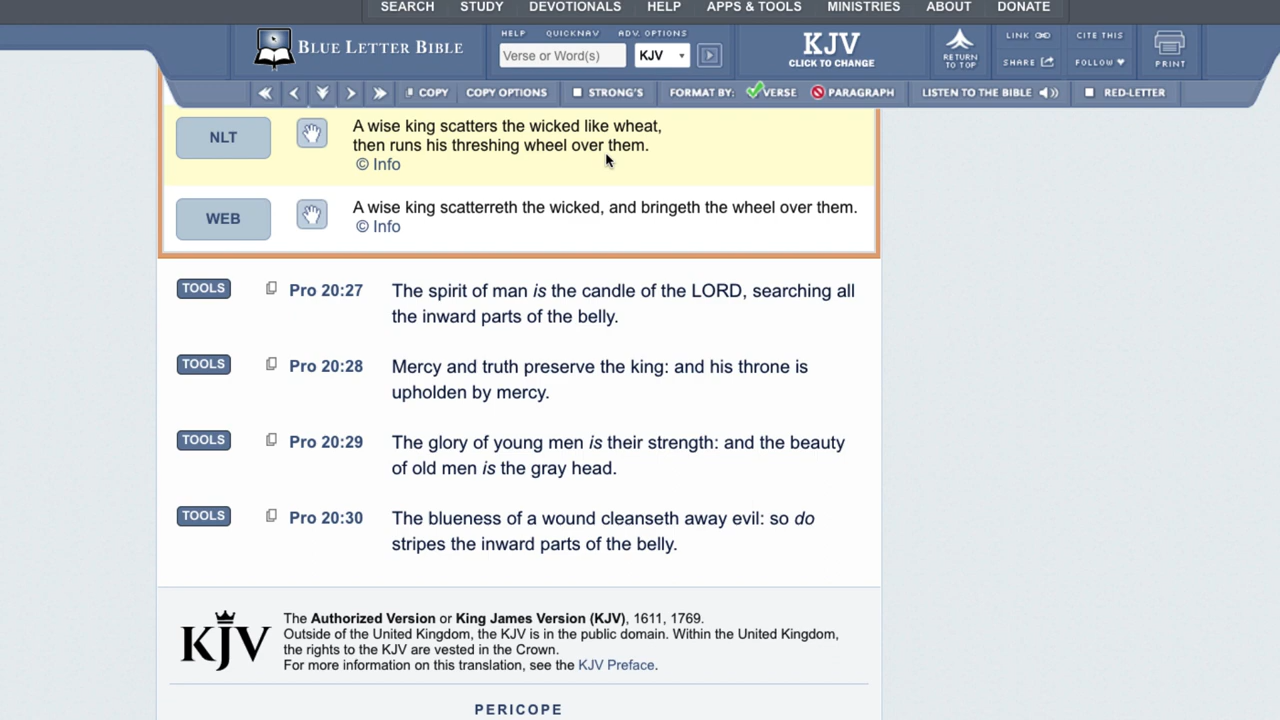 SEARCH STUDY DEVOTIONALS HELP APPS & TOOLS MINISTRIES ABOUT DONATE
BLUE LETTER BIBLE
HELP QUICKNAV ADV. OPTIONS
Verse or Word(s) KJV
KJV
CLICK TO CHANGE
RETURN
TO TOP
LINK
SHARE
CITE THIS
FOLLOW
PRINT
COPY COPY OPTIONS STRONG'S FORMAT BY: VERSE PARAGRAPH LISTEN TO THE BIBLE RED-LETTER
NLT
A wise king scatters the wicked like wheat,
then runs his threshing wheel over them.
© Info
WEB
A wise king scatterreth the wicked, and bringeth the wheel over them.
© Info
TOOLS Pro 20:27 The spirit of man is the candle of the LORD, searching all
the inward parts of the belly.
TOOLS Pro 20:28 Mercy and truth preserve the king: and his throne is
upholden by mercy.
TOOLS Pro 20:29 The glory of young men is their strength: and the beauty
of old men is the gray head.
TOOLS Pro 20:30 The blueness of a wound cleanseth away evil: so do
stripes the inward parts of the belly.
KJV
The Authorized Version or King James Version (KJV), 1611, 1769.
Outside of the United Kingdom, the KJV is in the public domain. Within the United Kingdom,
the rights to the KJV are vested in the Crown.
For more information on this translation, see the KJV Preface.
PERICOPE